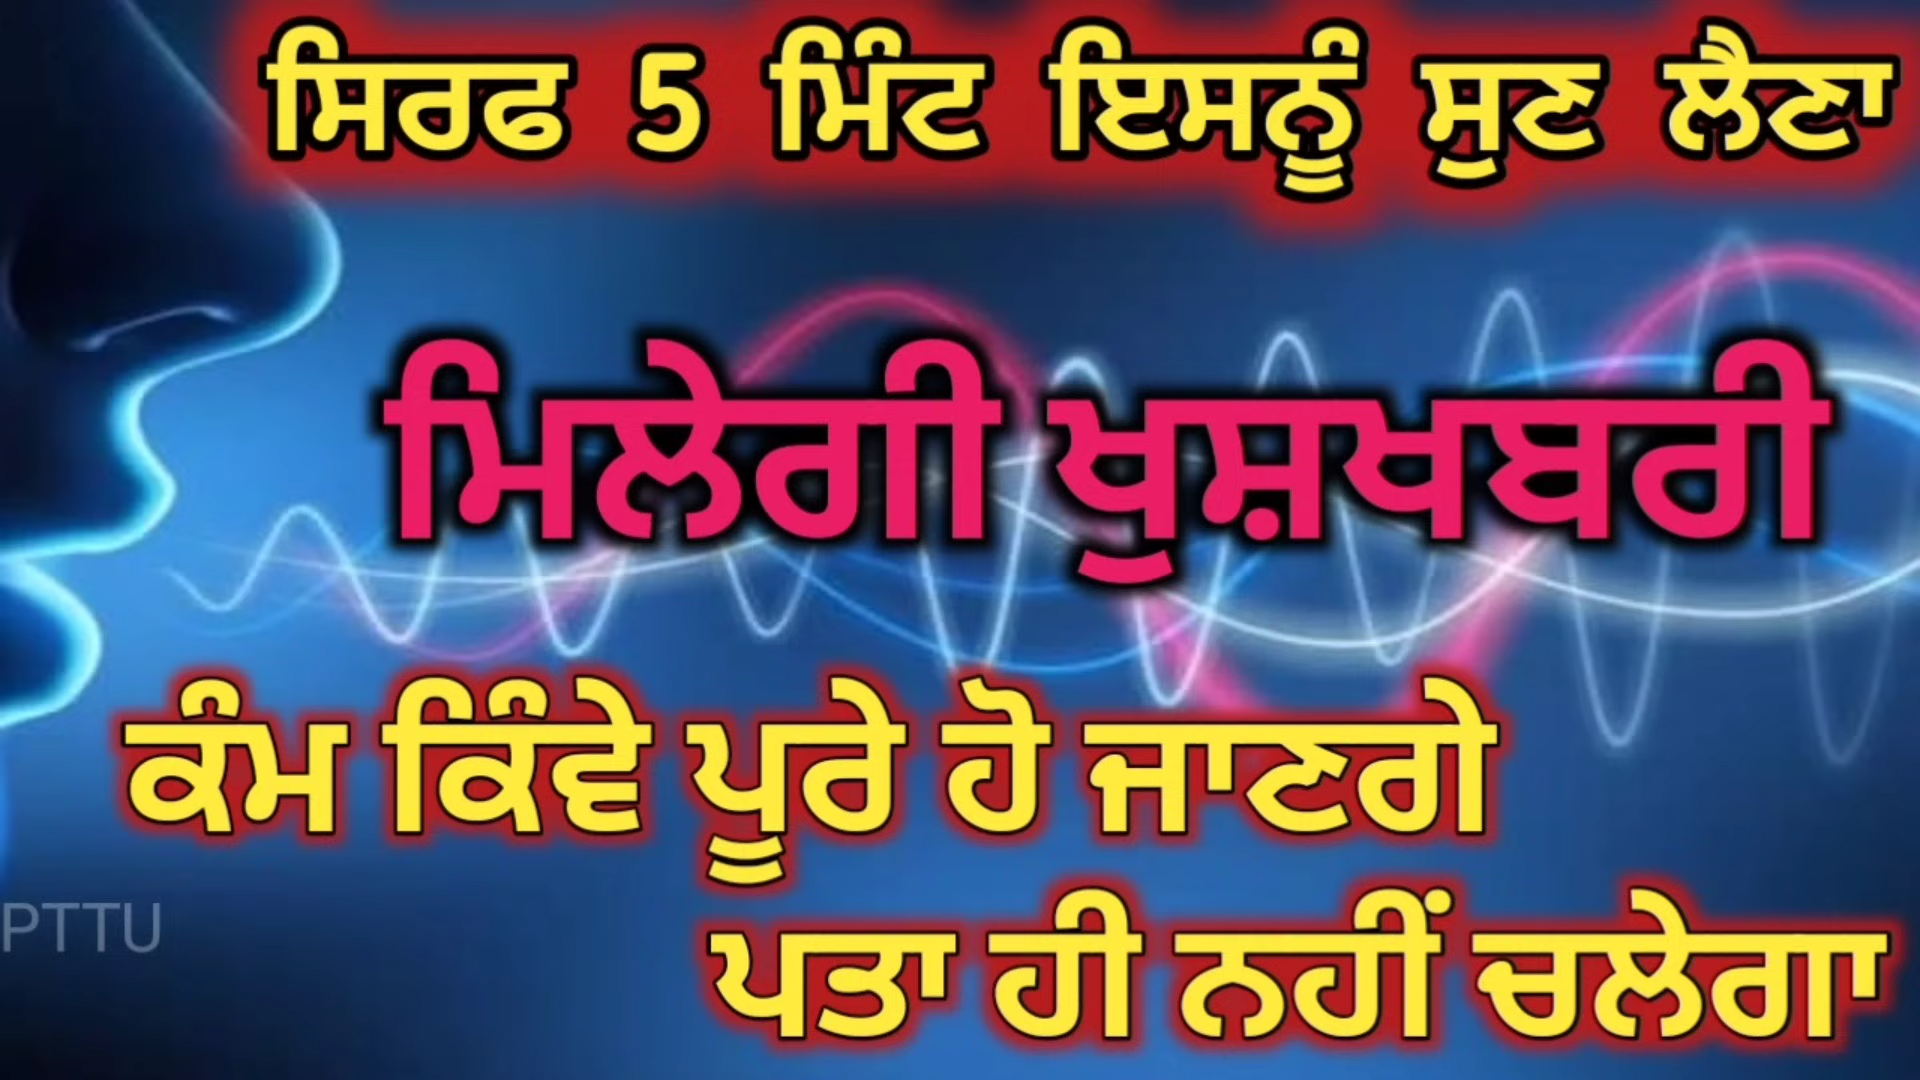 ਸਿਰਫ 5 ਮਿੰਟ ਇਸਨੂੰ ਸੁਣ ਲੈਣਾ
ਮਿਲੇਗੀ ਖੁਸ਼ਖਬਰੀ
ਕੰਮ ਕਿੰਵੇ ਪੂਰੇ ਹੋ ਜਾਣਗੇ
ਪਤਾ ਹੀ ਨਹੀਂ ਚਲੇਗਾ
PTTU